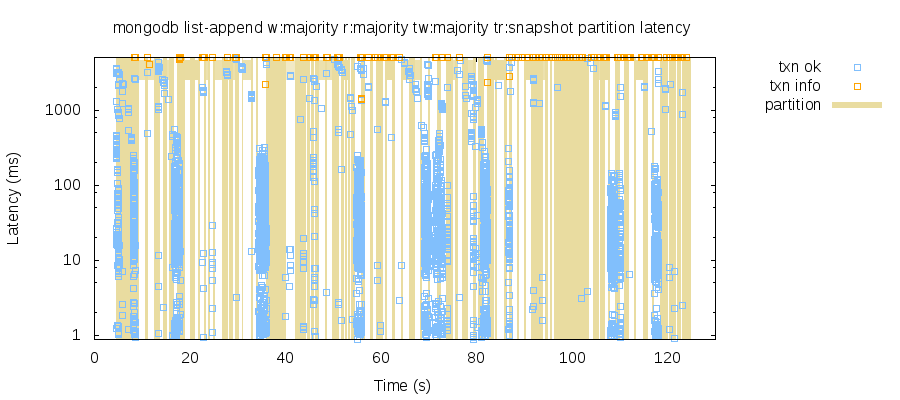 mongodb list-append w:majority r:majority tw:majority tr:snapshot partition latency
txn ok
txn info
partition
Latency (ms)
1000
100
10
1
0 20 40 60 80 100 120
Time (s)